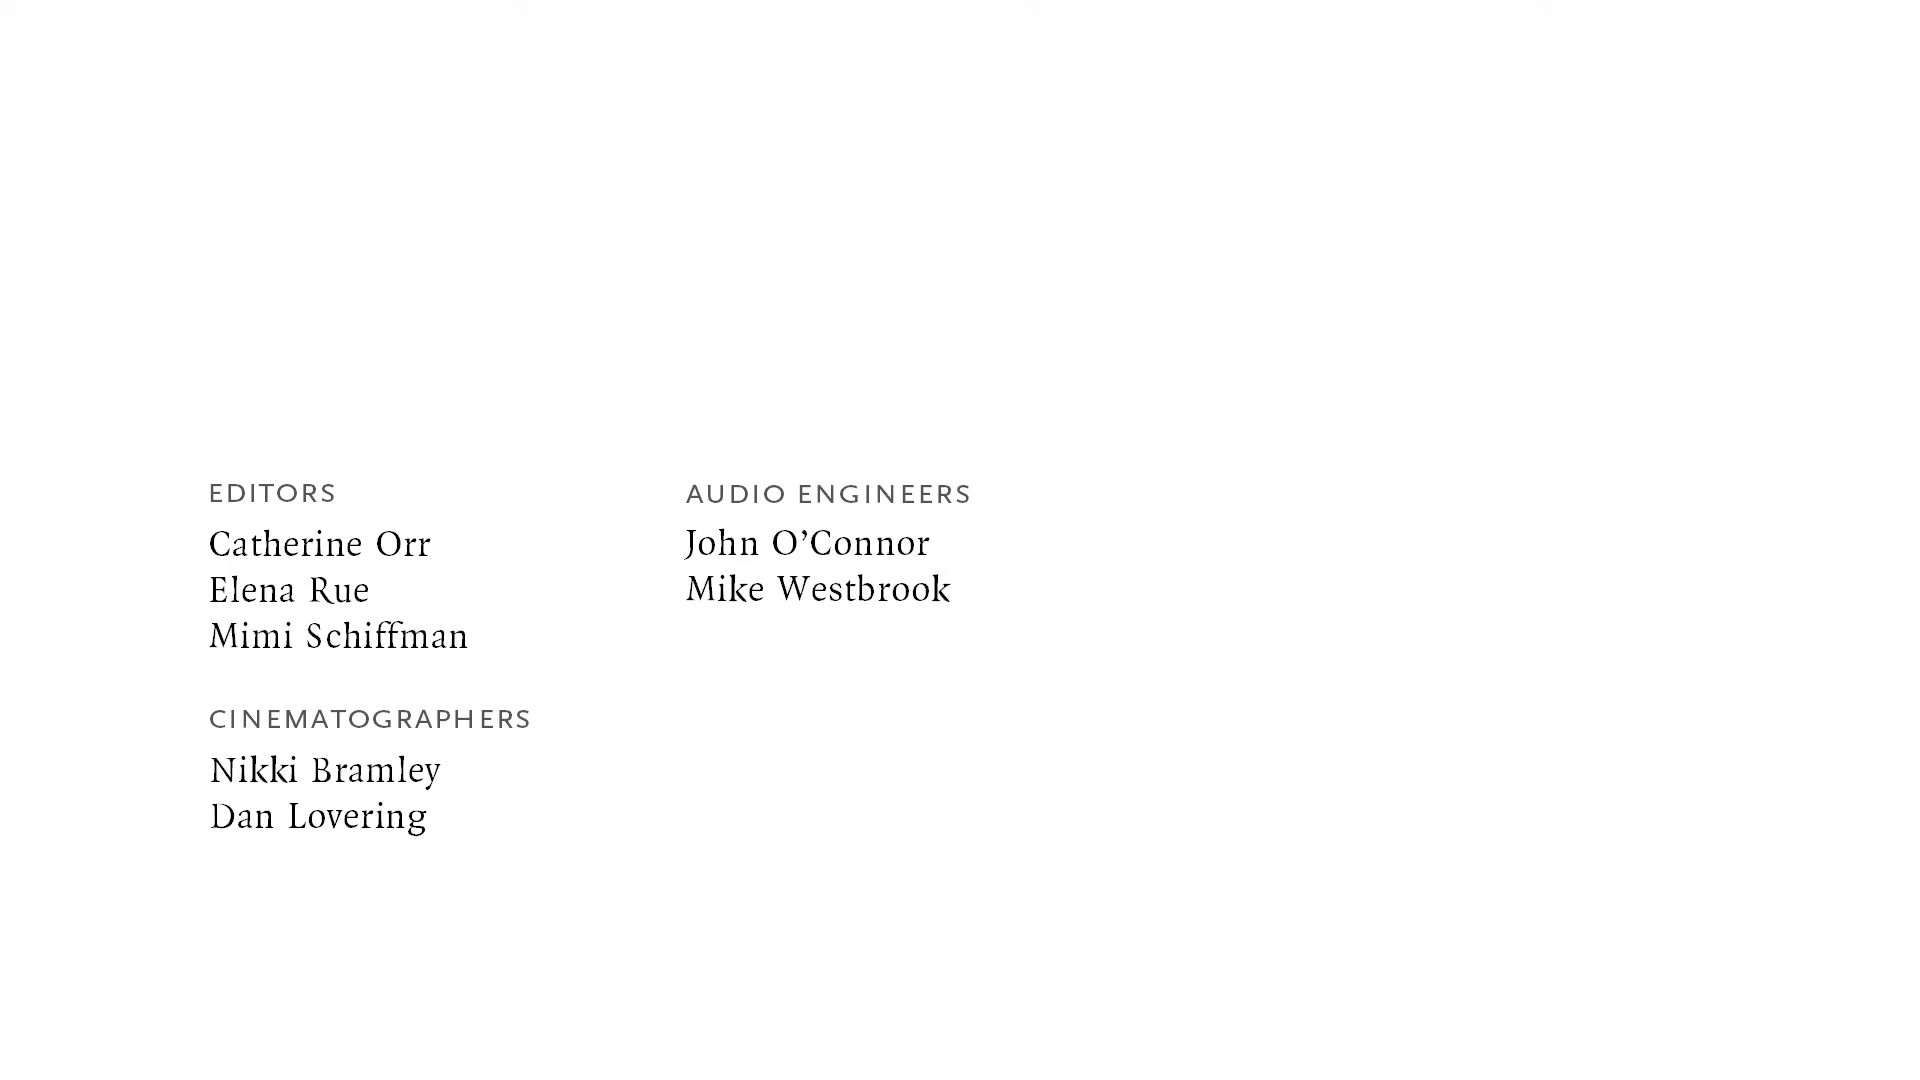 EDITORS
Catherine Orr
Elena Rue
Mimi Schiffman
CINEMATOGRAPHERS
Nikki Bramley
Dan Lovering
AUDIO ENGINEERS
John O’Connor
Mike Westbrook